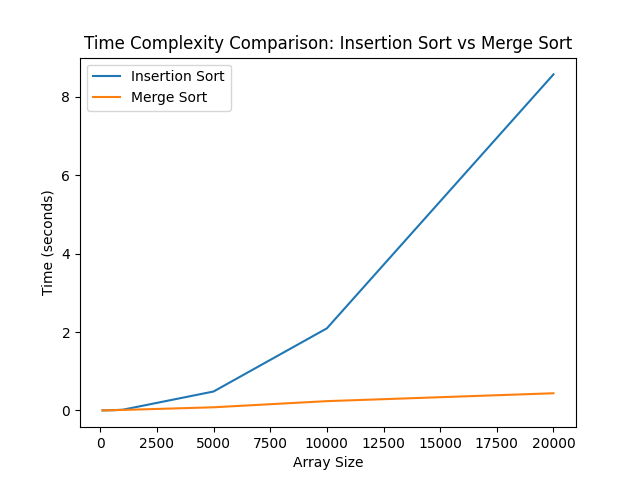 Time Complexity Comparison: Insertion Sort vs Merge Sort
Insertion Sort
Merge Sort
Time (seconds)
8
6
4
2
0
0 2500 5000 7500 10000 12500 15000 17500 20000
Array Size